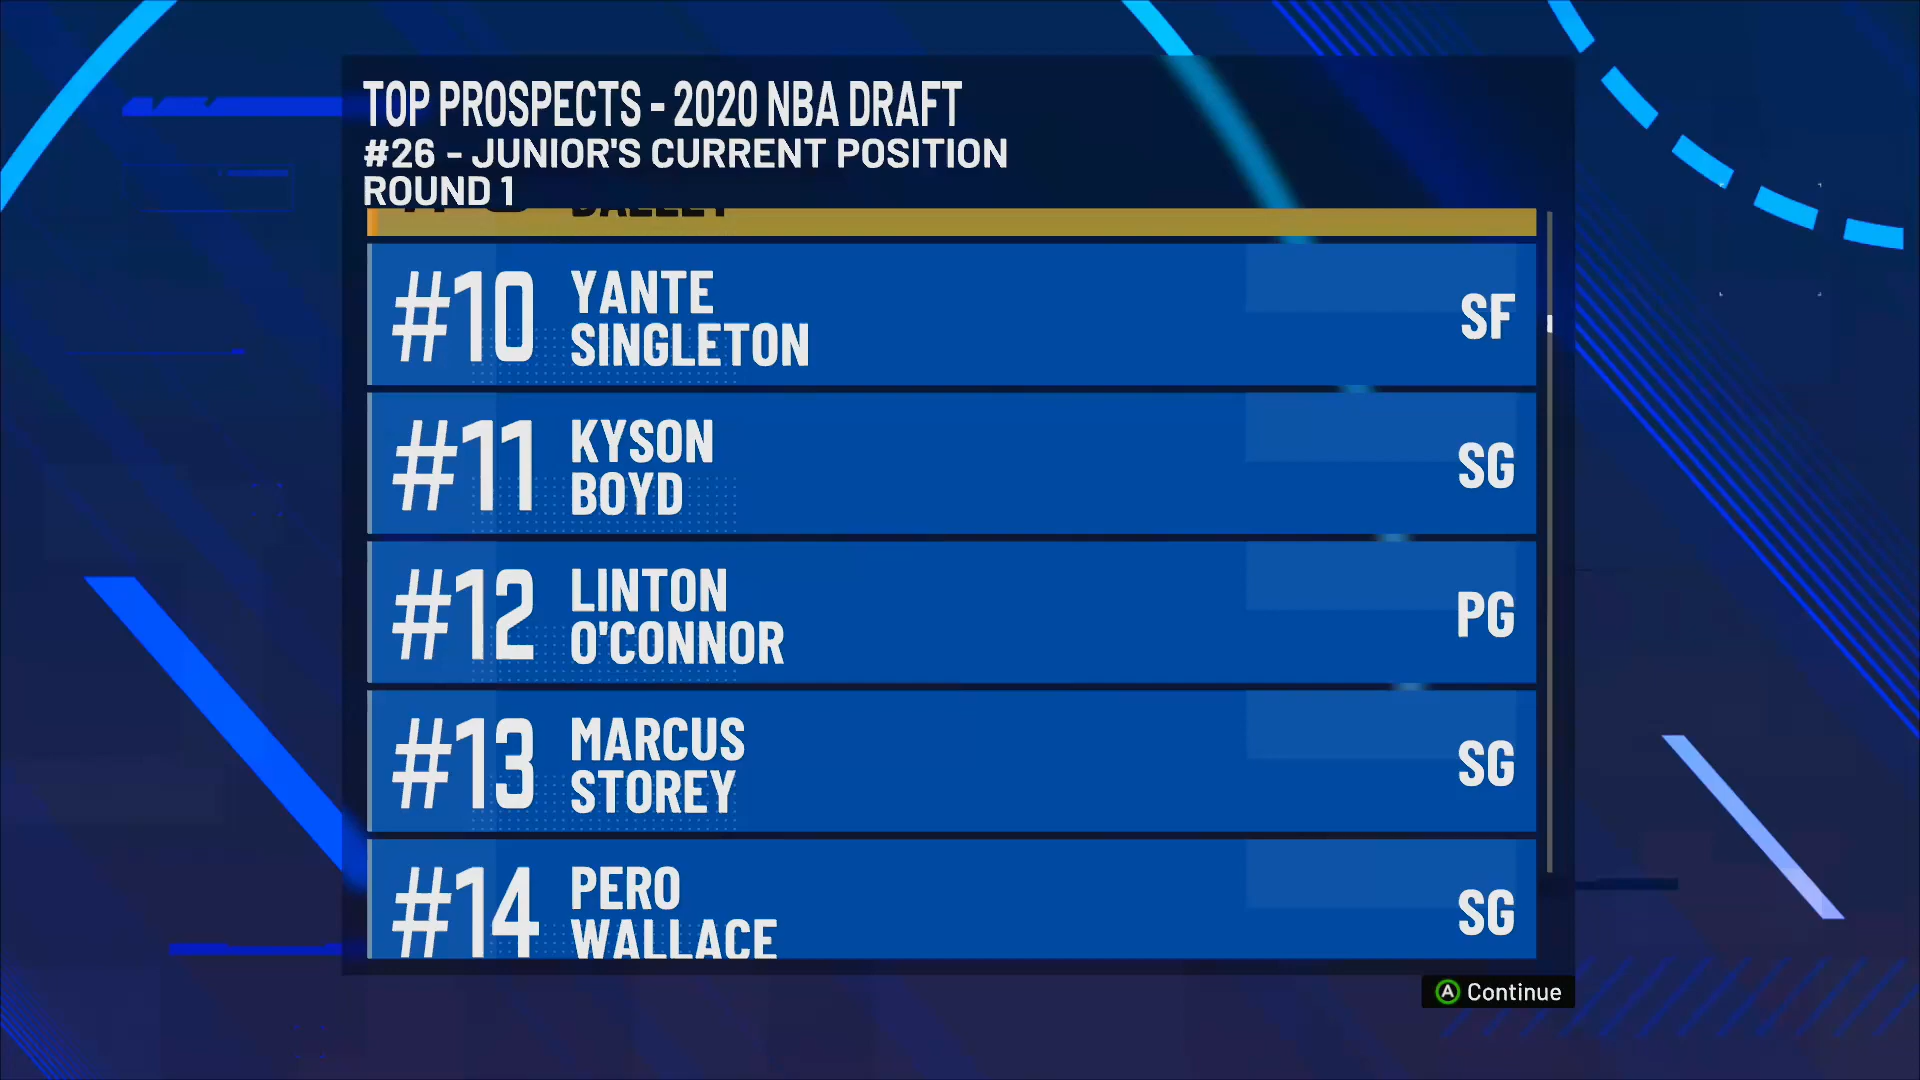 TOP PROSPECTS - 2020 NBA DRAFT
#26 - JUNIOR'S CURRENT POSITION
ROUND 1
#10 YANTE SINGLETON SF
#11 KYSON BOYD SG
#12 LINTON O'CONNOR PG
#13 MARCUS STOREY SG
#14 PERO WALLACE SG
A Continue